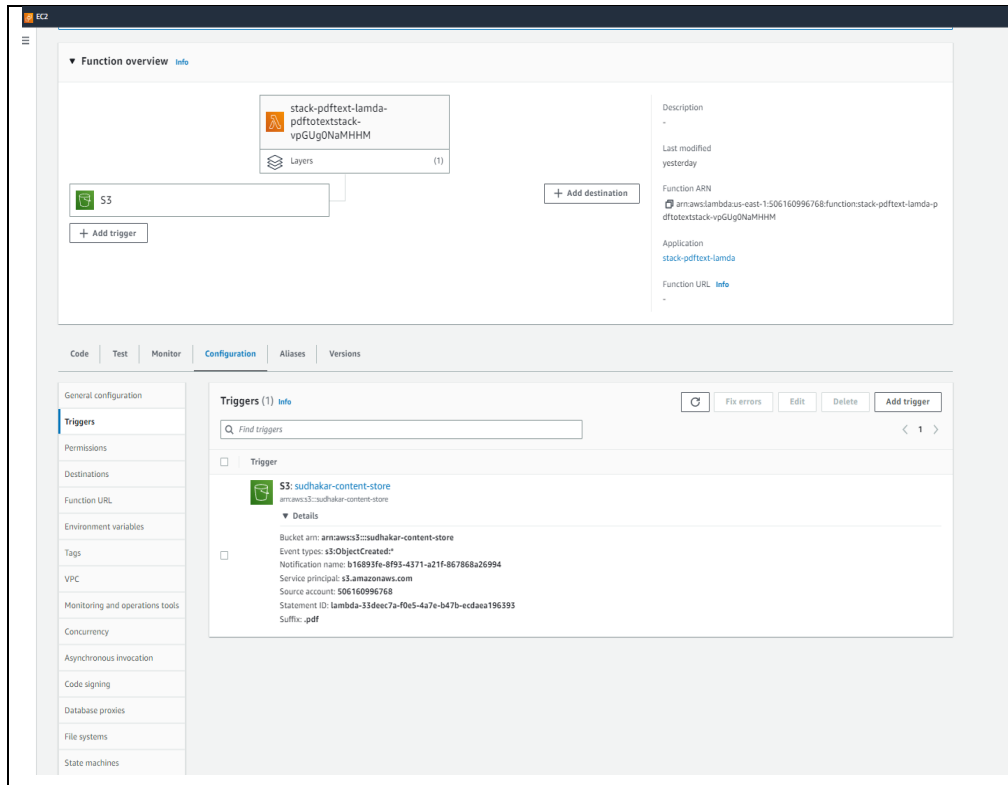 EC2
▼ Function overview Info
stack-pdftext-lamda-
pdftotextstack-
vpGUg0NaMHHM
Layers (1)
S3
+ Add trigger
+ Add destination
Description
-
Last modified
yesterday
Function ARN
arn:aws:lambda:us-east-1:506160996768:function:stack-pdftext-lamda-p
dftotextstack-vpGUg0NaMHHM
Application
stack-pdftext-lamda
Function URL Info
-
Code Test Monitor Configuration Aliases Versions
General configuration
Triggers
Permissions
Destinations
Function URL
Environment variables
Tags
VPC
Monitoring and operations tools
Concurrency
Asynchronous invocation
Code signing
Database proxies
File systems
State machines
Triggers (1) Info
Fix errors Edit Delete Add trigger
Find triggers
< 1 >
Trigger
S3: sudhakar-content-store
arn:aws:s3:::sudhakar-content-store
▼ Details
Bucket arn: arn:aws:s3:::sudhakar-content-store
Event types: s3:ObjectCreated:*
Notification name: b16893fe-8f93-4371-a21f-867868a26994
Service principal: s3.amazonaws.com
Source account: 506160996768
Statement ID: lambda-33deec7a-f0e5-4a7e-b47b-ecdaea196393
Suffix: .pdf